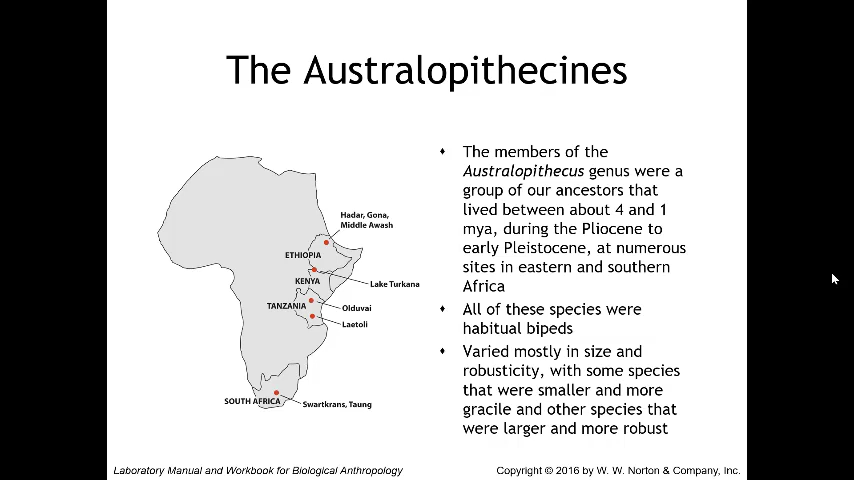 The Australopithecines
Hadar, Gona,
Middle Awash
ETHIOPIA
KENYA
Lake Turkana
TANZANIA
Olduvai
Laetoli
SOUTH AFRICA
Swartkrans, Taung
♦ The members of the
Australopithecus genus were a
group of our ancestors that
lived between about 4 and 1
mya, during the Pliocene to
early Pleistocene, at numerous
sites in eastern and southern
Africa
♦ All of these species were
habitual bipeds
♦ Varied mostly in size and
robusticity, with some species
that were smaller and more
gracile and other species that
were larger and more robust
Laboratory Manual and Workbook for Biological Anthropology
Copyright © 2016 by W. W. Norton & Company, Inc.